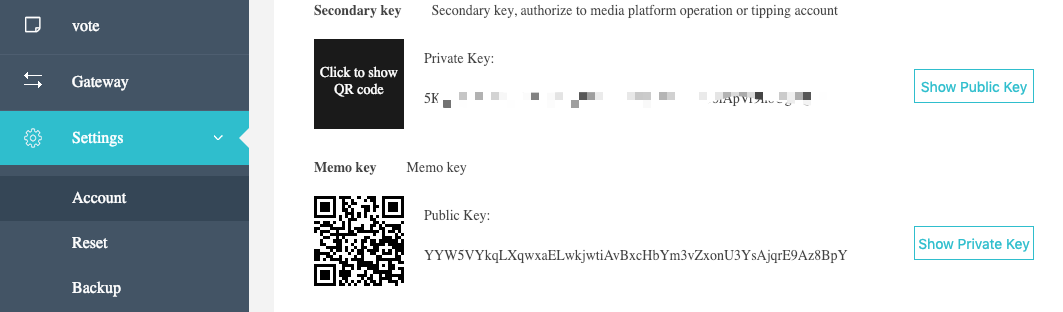 vote
Gateway
Settings
Account
Reset
Backup
Secondary key Secondary key, authorize to media platform operation or tipping account
Click to show
QR code
Private Key:
5K
Show Public Key
Memo key Memo key
Public Key:
YYW5VYkqLXqwxaELwkjwtiAvBxcHbYm3vZxonU3YsAjqrE9Az8BpY
Show Private Key